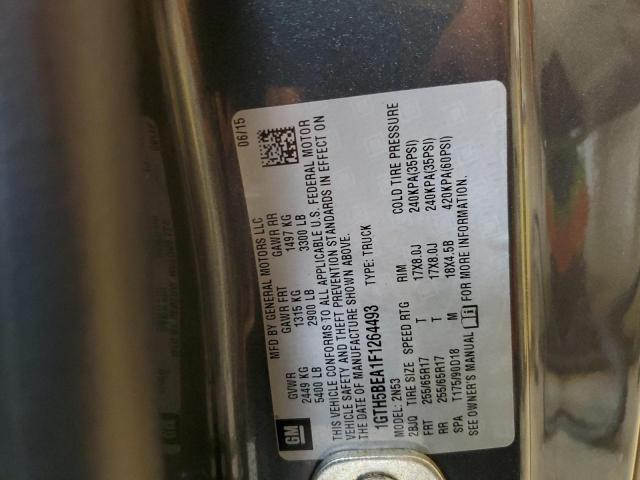 MFD BY GENERAL MOTORS LLC 06/15
GVWR GAWR FRT GAWR RR
2449 KG 1315 KG 1497 KG
5400 LB 2900 LB 3300 LB
THIS VEHICLE CONFORMS TO ALL APPLICABLE U.S. FEDERAL MOTOR
VEHICLE SAFETY AND THEFT PREVENTION STANDARDS IN EFFECT ON
THE DATE OF MANUFACTURE SHOWN ABOVE.
GM 1GTH5BEA1F1264493 TYPE: TRUCK
MODEL: 2N53
2BJQ TIRE SIZE SPEED RTG RIM COLD TIRE PRESSURE
FRT 255/65R17 T 17X8.0J 240KPA(35PSI)
RR 255/65R17 T 17X8.0J 240KPA(35PSI)
SPA T175/90D18 M 18X4.5B 420KPA(60PSI)
SEE OWNER'S MANUAL i FOR MORE INFORMATION.